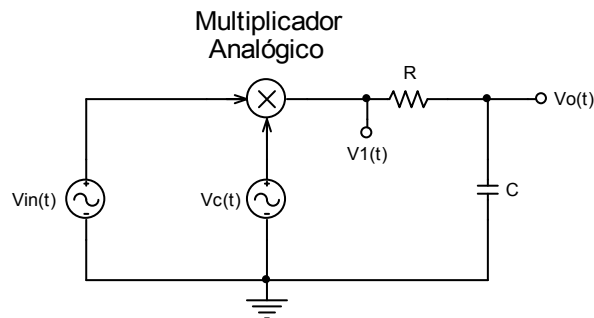 Multiplicador
Analógico
R
Vo(t)
V1(t)
Vin(t)
Vc(t)
C